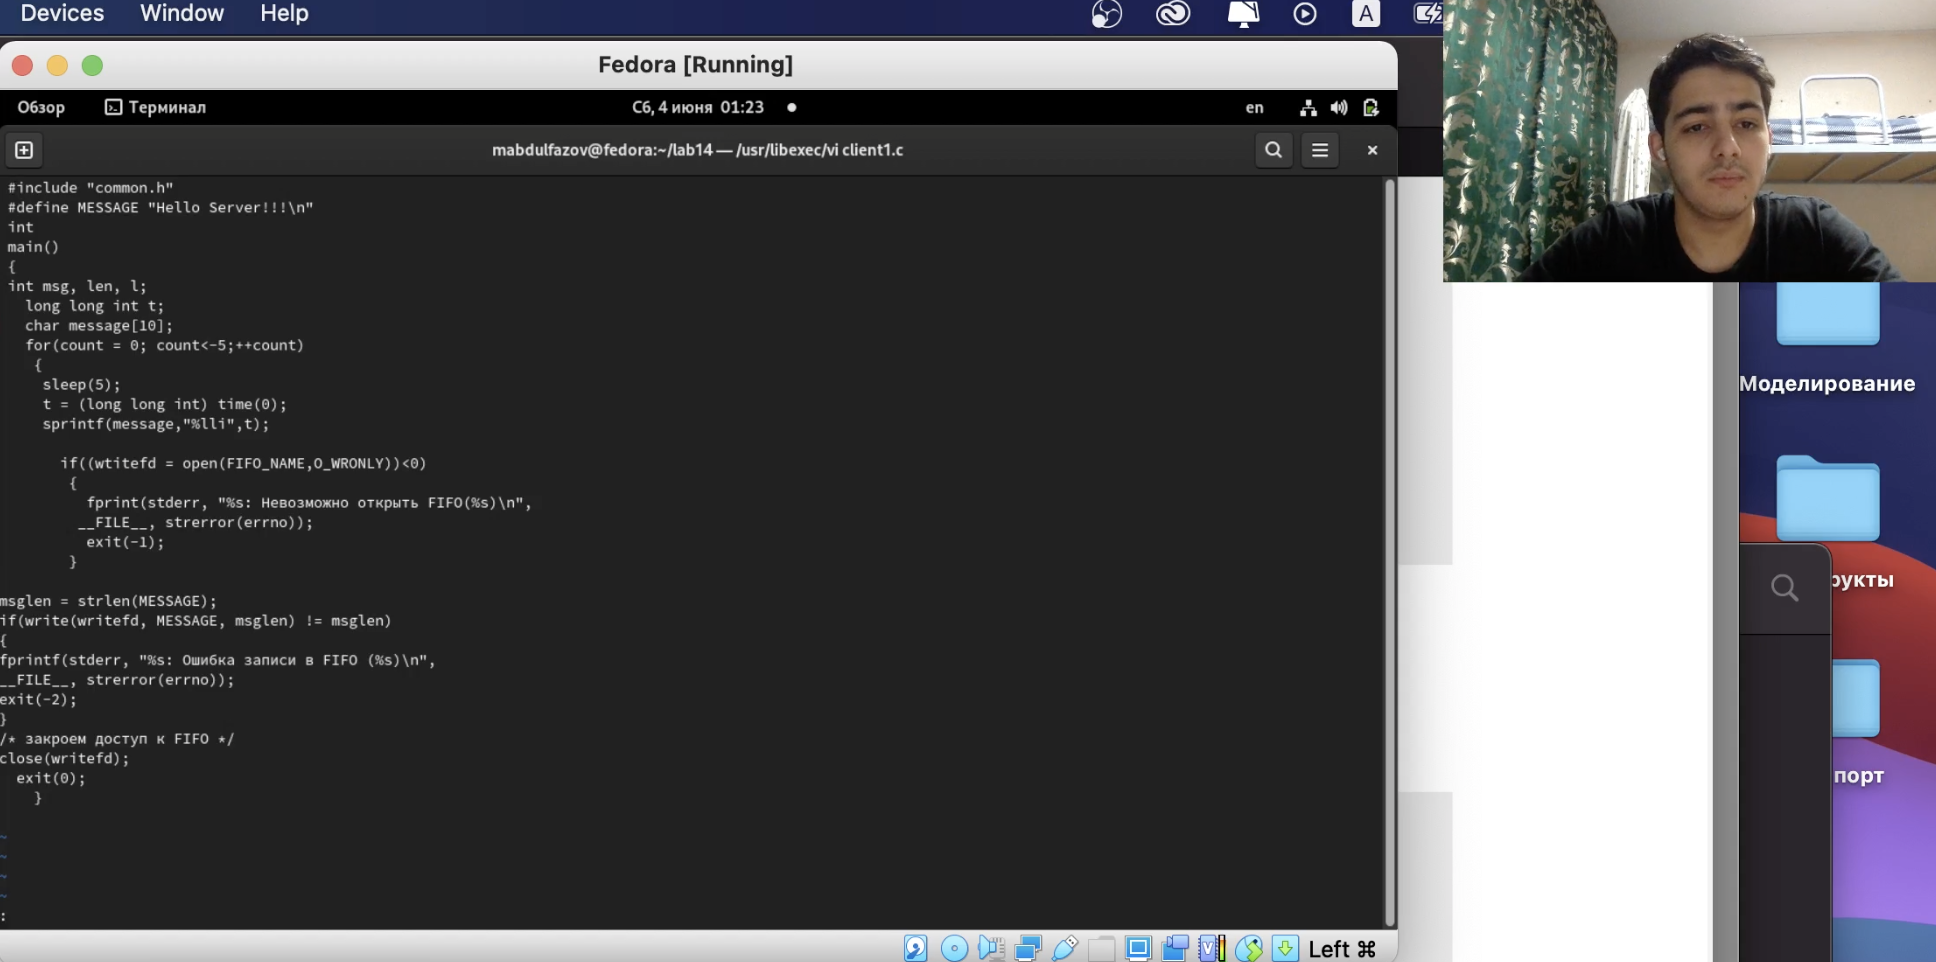 Devices Window Help
A
Fedora [Running]
Обзор Терминал Сб, 4 июня 01:23 en
mabdulfazov@fedora:~/lab14 — /usr/libexec/vi client1.c
#include "common.h"
#define MESSAGE "Hello Server!!!\n"
int
main()
{
int msg, len, l;
long long int t;
char message[10];
for(count = 0; count<-5;++count)
{
sleep(5);
t = (long long int) time(0);
sprintf(message,"%lli",t);
if((wtitefd = open(FIFO_NAME,O_WRONLY))<0)
{
fprint(stderr, "%s: Невозможно открыть FIFO(%s)\n",
__FILE__, strerror(errno));
exit(-1);
}
msglen = strlen(MESSAGE);
if(write(writefd, MESSAGE, msglen) != msglen)
{
fprintf(stderr, "%s: Ошибка записи в FIFO (%s)\n",
__FILE__, strerror(errno));
exit(-2);
}
/* закроем доступ к FIFO */
close(writefd);
exit(0);
}
~
~
~
~
:
Left ⌘
Моделирование
рукты
порт